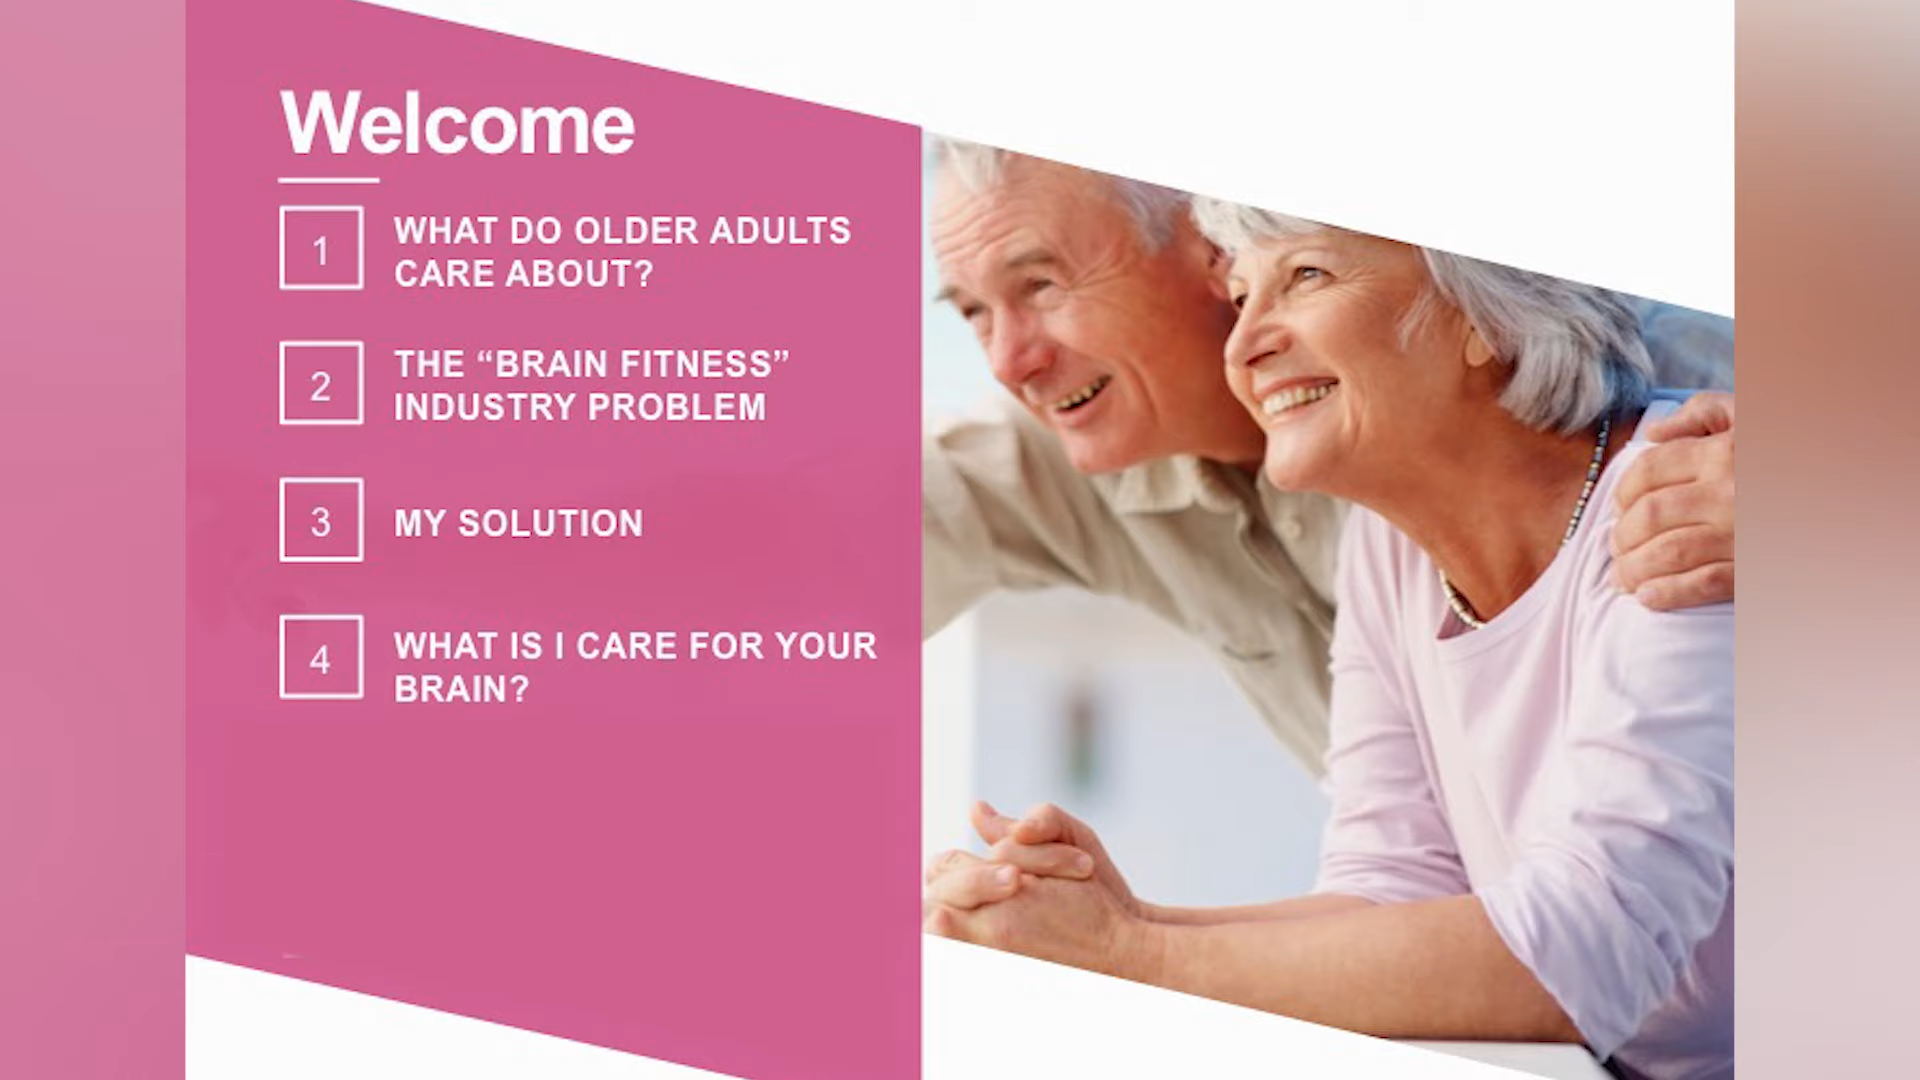 Welcome
1
WHAT DO OLDER ADULTS
CARE ABOUT?
2
THE “BRAIN FITNESS”
INDUSTRY PROBLEM
3
MY SOLUTION
4
WHAT IS I CARE FOR YOUR
BRAIN?